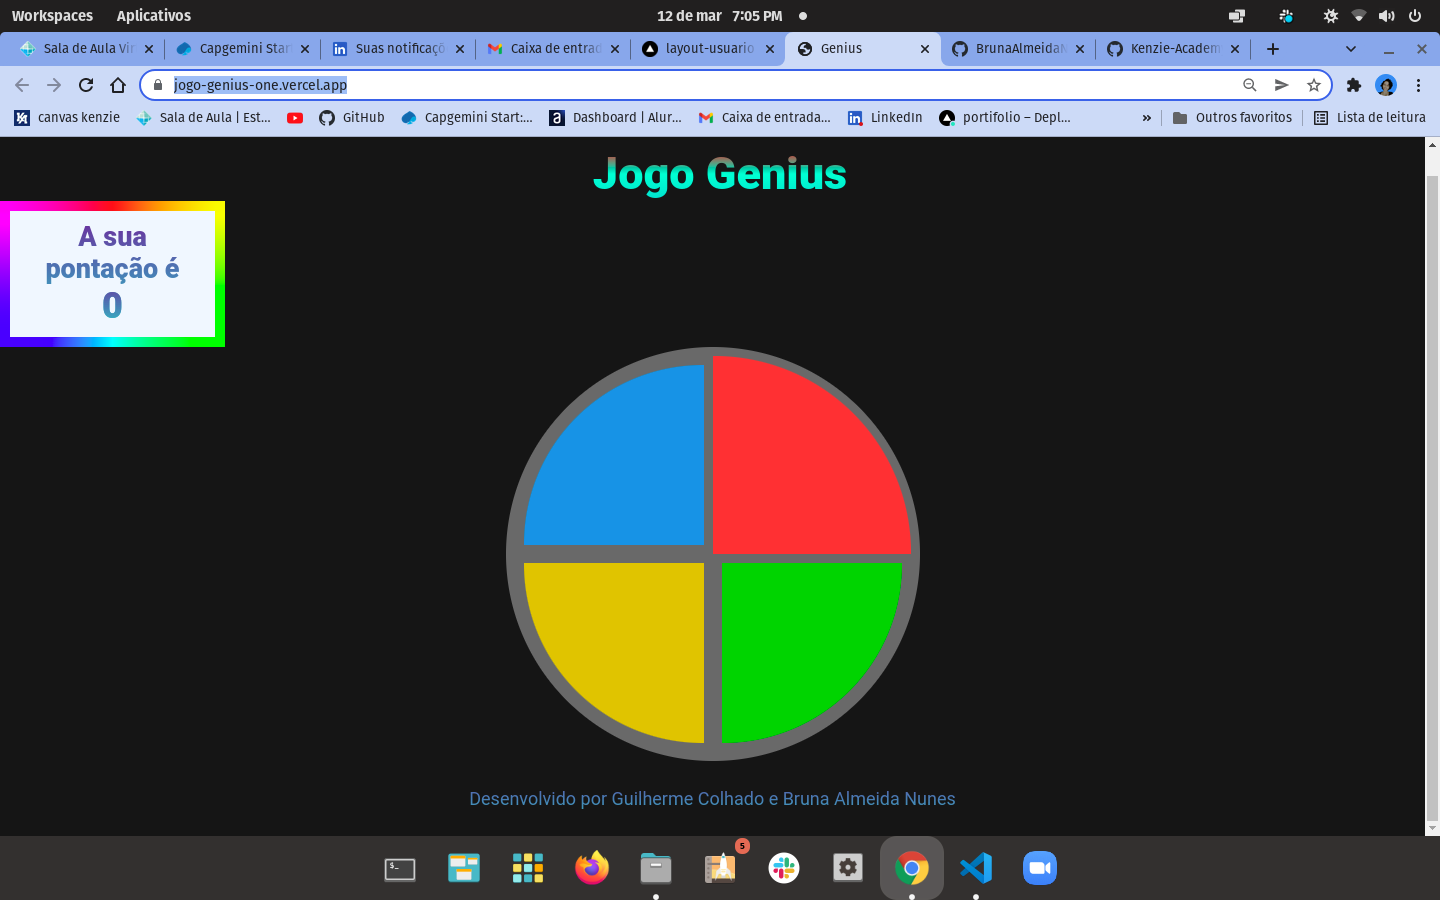 Workspaces Aplicativos 12 de mar 7:05 PM
Sala de Aula Vir Capgemini Star Suas notificaçõ Caixa de entrad layout-usuario Genius BrunaAlmeidaN Kenzie-Academ
jogo-genius-one.vercel.app
canvas kenzie Sala de Aula | Est... GitHub Capgemini Start:... Dashboard | Alur... Caixa de entrada... LinkedIn portifolio – Depl... » Outros favoritos Lista de leitura
Jogo Genius
A sua
pontação é
0
Desenvolvido por Guilherme Colhado e Bruna Almeida Nunes
5